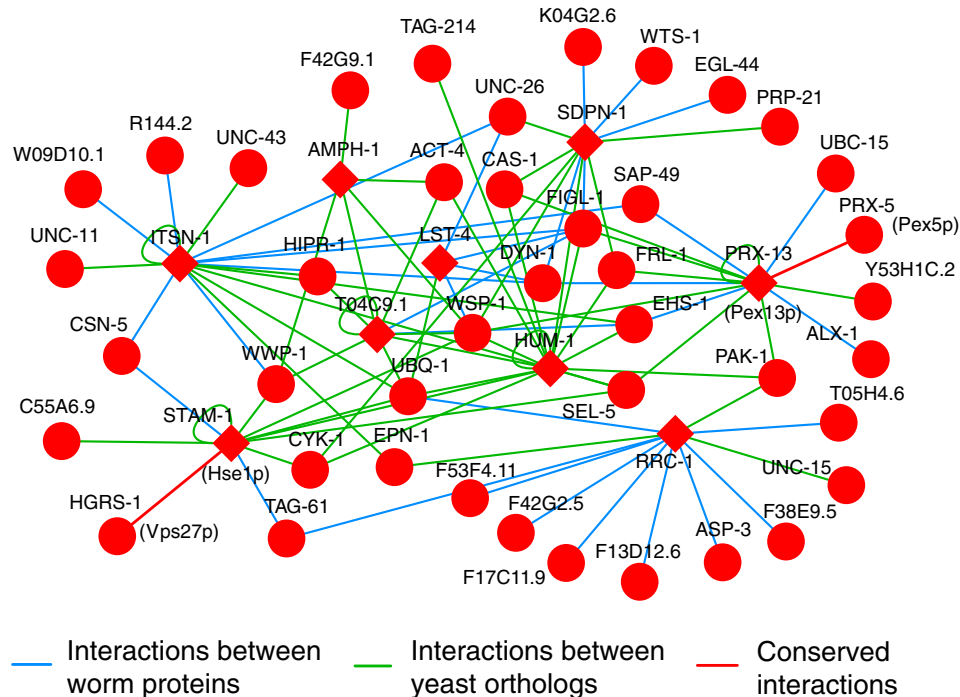 K04G2.6
TAG-214
WTS-1
F42G9.1
EGL-44
UNC-26
SDPN-1
PRP-21
R144.2
UNC-43
AMPH-1
ACT-4
CAS-1
UBC-15
W09D10.1
SAP-49
FIGL-1
PRX-5
(Pex5p)
UNC-11
ITSN-1
HIPR-1
LST-4
DYN-1
FRL-1
PRX-13
Y53H1C.2
T04C9.1
WSP-1
EHS-1
(Pex13p)
CSN-5
HUM-1
ALX-1
WWP-1
UBQ-1
PAK-1
C55A6.9
STAM-1
SEL-5
T05H4.6
CYK-1
EPN-1
RRC-1
(Hse1p)
F53F4.11
UNC-15
HGRS-1
(Vps27p)
TAG-61
F42G2.5
F38E9.5
ASP-3
F17C11.9
F13D12.6
Interactions between
worm proteins
Interactions between
yeast orthologs
Conserved
interactions